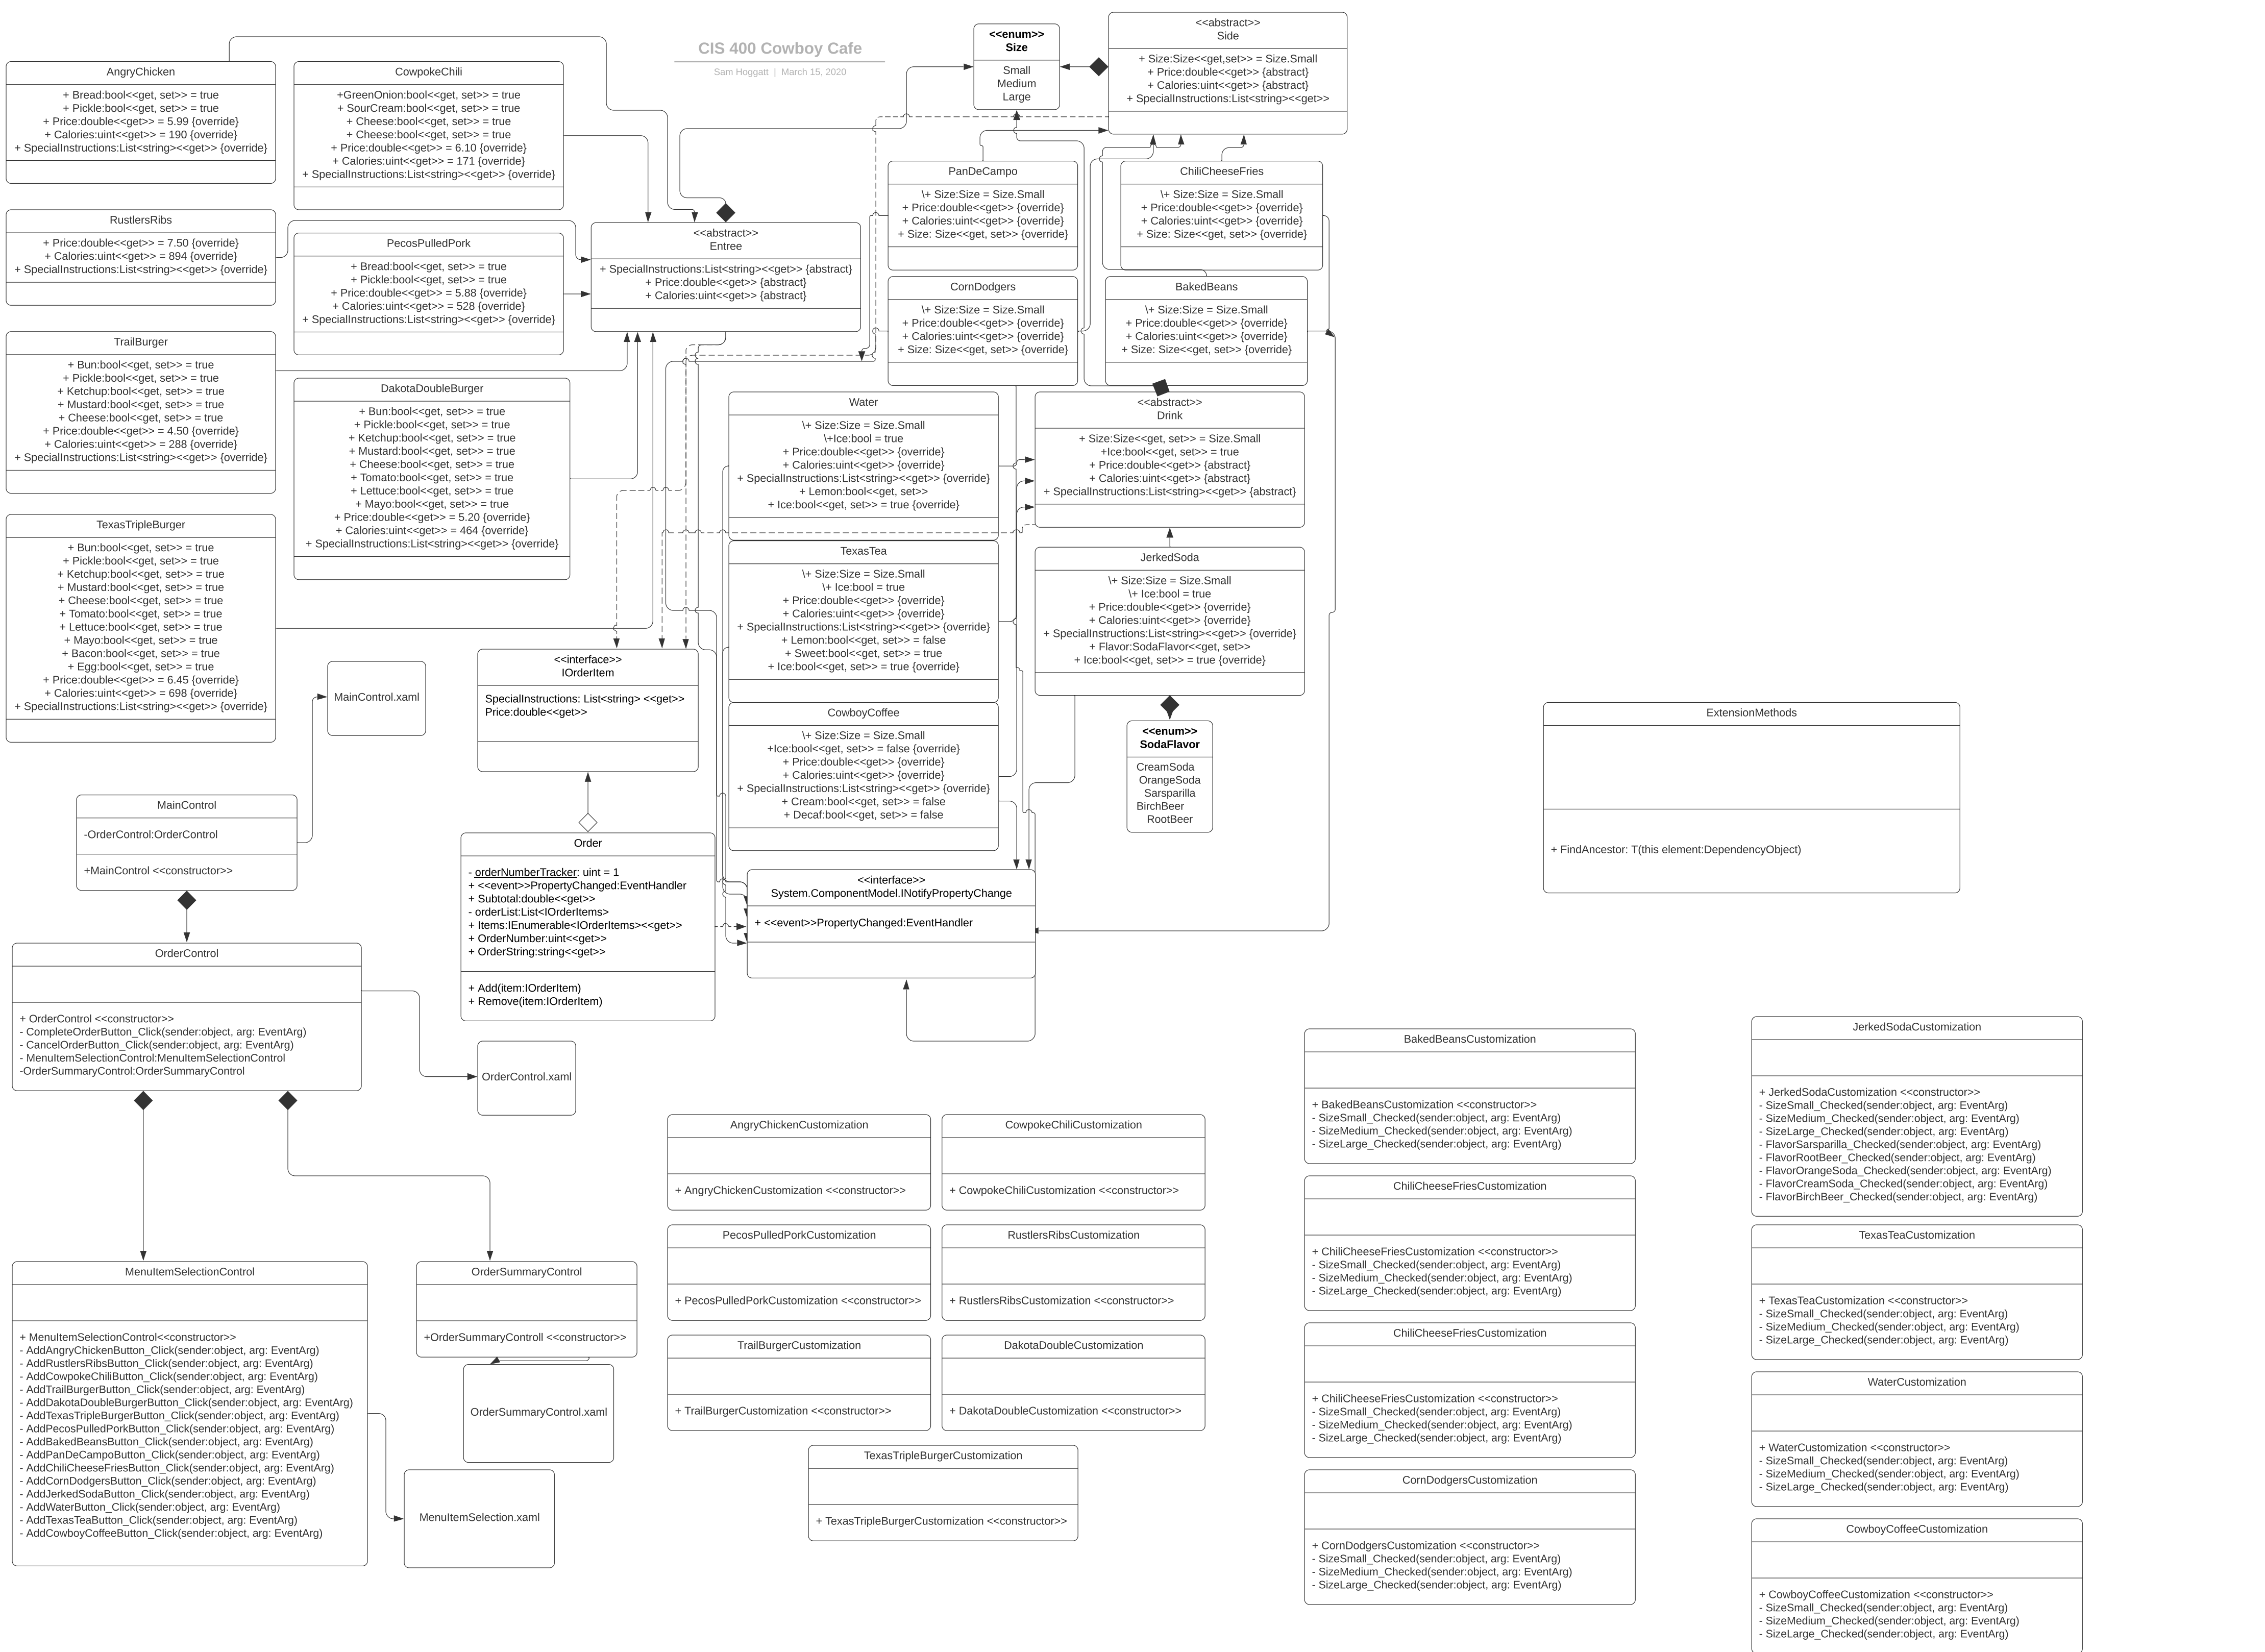 CIS 400 Cowboy Cafe
Sam Hoggatt | March 15, 2020
<<enum>>
Size
Small
Medium
Large
<<abstract>>
Side
+ Size:Size<<get,set>> = Size.Small
+ Price:double<<get>> {abstract}
+ Calories:uint<<get>> {abstract}
+ SpecialInstructions:List<string><<get>>
AngryChicken
+ Bread:bool<<get, set>> = true
+ Pickle:bool<<get, set>> = true
+ Price:double<<get>> = 5.99 {override}
+ Calories:uint<<get>> = 190 {override}
+ SpecialInstructions:List<string><<get>> {override}
CowpokeChili
+GreenOnion:bool<<get, set>> = true
+ SourCream:bool<<get, set>> = true
+ Cheese:bool<<get, set>> = true
+ Cheese:bool<<get, set>> = true
+ Price:double<<get>> = 6.10 {override}
+ Calories:uint<<get>> = 171 {override}
+ SpecialInstructions:List<string><<get>> {override}
RustlersRibs
+ Price:double<<get>> = 7.50 {override}
+ Calories:uint<<get>> = 894 {override}
+ SpecialInstructions:List<string><<get>> {override}
PecosPulledPork
+ Bread:bool<<get, set>> = true
+ Pickle:bool<<get, set>> = true
+ Price:double<<get>> = 5.88 {override}
+ Calories:uint<<get>> = 528 {override}
+ SpecialInstructions:List<string><<get>> {override}
<<abstract>>
Entree
+ SpecialInstructions:List<string><<get>> {abstract}
+ Price:double<<get>> {abstract}
+ Calories:uint<<get>> {abstract}
PanDeCampo
\+ Size:Size = Size.Small
+ Price:double<<get>> {override}
+ Calories:uint<<get>> {override}
+ Size: Size<<get, set>> {override}
ChiliCheeseFries
\+ Size:Size = Size.Small
+ Price:double<<get>> {override}
+ Calories:uint<<get>> {override}
+ Size: Size<<get, set>> {override}
CornDodgers
\+ Size:Size = Size.Small
+ Price:double<<get>> {override}
+ Calories:uint<<get>> {override}
+ Size: Size<<get, set>> {override}
BakedBeans
\+ Size:Size = Size.Small
+ Price:double<<get>> {override}
+ Calories:uint<<get>> {override}
+ Size: Size<<get, set>> {override}
TrailBurger
+ Bun:bool<<get, set>> = true
+ Pickle:bool<<get, set>> = true
+ Ketchup:bool<<get, set>> = true
+ Mustard:bool<<get, set>> = true
+ Cheese:bool<<get, set>> = true
+ Price:double<<get>> = 4.50 {override}
+ Calories:uint<<get>> = 288 {override}
+ SpecialInstructions:List<string><<get>> {override}
DakotaDoubleBurger
+ Bun:bool<<get, set>> = true
+ Pickle:bool<<get, set>> = true
+ Ketchup:bool<<get, set>> = true
+ Mustard:bool<<get, set>> = true
+ Cheese:bool<<get, set>> = true
+ Tomato:bool<<get, set>> = true
+ Lettuce:bool<<get, set>> = true
+ Mayo:bool<<get, set>> = true
+ Price:double<<get>> = 5.20 {override}
+ Calories:uint<<get>> = 464 {override}
+ SpecialInstructions:List<string><<get>> {override}
Water
\+ Size:Size = Size.Small
\+Ice:bool = true
+ Price:double<<get>> {override}
+ Calories:uint<<get>> {override}
+ SpecialInstructions:List<string><<get>> {override}
+ Lemon:bool<<get, set>>
+ Ice:bool<<get, set>> = true {override}
<<abstract>>
Drink
+ Size:Size<<get, set>> = Size.Small
+Ice:bool<<get, set>> = true
+ Price:double<<get>> {abstract}
+ Calories:uint<<get>> {abstract}
+ SpecialInstructions:List<string><<get>> {abstract}
TexasTripleBurger
+ Bun:bool<<get, set>> = true
+ Pickle:bool<<get, set>> = true
+ Ketchup:bool<<get, set>> = true
+ Mustard:bool<<get, set>> = true
+ Cheese:bool<<get, set>> = true
+ Tomato:bool<<get, set>> = true
+ Lettuce:bool<<get, set>> = true
+ Mayo:bool<<get, set>> = true
+ Bacon:bool<<get, set>> = true
+ Egg:bool<<get, set>> = true
+ Price:double<<get>> = 6.45 {override}
+ Calories:uint<<get>> = 698 {override}
+ SpecialInstructions:List<string><<get>> {override}
TexasTea
\+ Size:Size = Size.Small
\+ Ice:bool = true
+ Price:double<<get>> {override}
+ Calories:uint<<get>> {override}
+ SpecialInstructions:List<string><<get>> {override}
+ Lemon:bool<<get, set>> = false
+ Sweet:bool<<get, set>> = true
+ Ice:bool<<get, set>> = true {override}
JerkedSoda
\+ Size:Size = Size.Small
\+ Ice:bool = true
+ Price:double<<get>> {override}
+ Calories:uint<<get>> {override}
+ SpecialInstructions:List<string><<get>> {override}
+ Flavor:SodaFlavor<<get, set>>
+ Ice:bool<<get, set>> = true {override}
MainControl.xaml
<<interface>>
IOrderItem
SpecialInstructions: List<string> <<get>>
Price:double<<get>>
CowboyCoffee
\+ Size:Size = Size.Small
+Ice:bool<<get, set>> = false {override}
+ Price:double<<get>> {override}
+ Calories:uint<<get>> {override}
+ SpecialInstructions:List<string><<get>> {override}
+ Cream:bool<<get, set>> = false
+ Decaf:bool<<get, set>> = false
<<enum>>
SodaFlavor
CreamSoda
OrangeSoda
Sarsparilla
BirchBeer
RootBeer
ExtensionMethods
+ FindAncestor: T(this element:DependencyObject)
MainControl
-OrderControl:OrderControl
+MainControl <<constructor>>
Order
- orderNumberTracker: uint = 1
+ <<event>>PropertyChanged:EventHandler
+ Subtotal:double<<get>>
- orderList:List<IOrderItems>
+ Items:IEnumerable<IOrderItems><<get>>
+ OrderNumber:uint<<get>>
+ OrderString:string<<get>>
+ Add(item:IOrderItem)
+ Remove(item:IOrderItem)
<<interface>>
System.ComponentModel.INotifyPropertyChange
+ <<event>>PropertyChanged:EventHandler
OrderControl
+ OrderControl <<constructor>>
- CompleteOrderButton_Click(sender:object, arg: EventArg)
- CancelOrderButton_Click(sender:object, arg: EventArg)
- MenuItemSelectionControl:MenuItemSelectionControl
-OrderSummaryControl:OrderSummaryControl
OrderControl.xaml
MenuItemSelectionControl
+ MenuItemSelectionControl<<constructor>>
- AddAngryChickenButton_Click(sender:object, arg: EventArg)
- AddRustlersRibsButton_Click(sender:object, arg: EventArg)
- AddCowpokeChiliButton_Click(sender:object, arg: EventArg)
- AddTrailBurgerButton_Click(sender:object, arg: EventArg)
- AddDakotaDoubleBurgerButton_Click(sender:object, arg: EventArg)
- AddTexasTripleBurgerButton_Click(sender:object, arg: EventArg)
- AddPecosPulledPorkButton_Click(sender:object, arg: EventArg)
- AddBakedBeansButton_Click(sender:object, arg: EventArg)
- AddPanDeCampoButton_Click(sender:object, arg: EventArg)
- AddChiliCheeseFriesButton_Click(sender:object, arg: EventArg)
- AddCornDodgersButton_Click(sender:object, arg: EventArg)
- AddJerkedSodaButton_Click(sender:object, arg: EventArg)
- AddWaterButton_Click(sender:object, arg: EventArg)
- AddTexasTeaButton_Click(sender:object, arg: EventArg)
- AddCowboyCoffeeButton_Click(sender:object, arg: EventArg)
OrderSummaryControl
+OrderSummaryControll <<constructor>>
OrderSummaryControl.xaml
MenuItemSelection.xaml
AngryChickenCustomization
+ AngryChickenCustomization <<constructor>>
CowpokeChiliCustomization
+ CowpokeChiliCustomization <<constructor>>
PecosPulledPorkCustomization
+ PecosPulledPorkCustomization <<constructor>>
RustlersRibsCustomization
+ RustlersRibsCustomization <<constructor>>
TrailBurgerCustomization
+ TrailBurgerCustomization <<constructor>>
DakotaDoubleCustomization
+ DakotaDoubleCustomization <<constructor>>
TexasTripleBurgerCustomization
+ TexasTripleBurgerCustomization <<constructor>>
BakedBeansCustomization
+ BakedBeansCustomization <<constructor>>
- SizeSmall_Checked(sender:object, arg: EventArg)
- SizeMedium_Checked(sender:object, arg: EventArg)
- SizeLarge_Checked(sender:object, arg: EventArg)
ChiliCheeseFriesCustomization
+ ChiliCheeseFriesCustomization <<constructor>>
- SizeSmall_Checked(sender:object, arg: EventArg)
- SizeMedium_Checked(sender:object, arg: EventArg)
- SizeLarge_Checked(sender:object, arg: EventArg)
ChiliCheeseFriesCustomization
+ ChiliCheeseFriesCustomization <<constructor>>
- SizeSmall_Checked(sender:object, arg: EventArg)
- SizeMedium_Checked(sender:object, arg: EventArg)
- SizeLarge_Checked(sender:object, arg: EventArg)
CornDodgersCustomization
+ CornDodgersCustomization <<constructor>>
- SizeSmall_Checked(sender:object, arg: EventArg)
- SizeMedium_Checked(sender:object, arg: EventArg)
- SizeLarge_Checked(sender:object, arg: EventArg)
JerkedSodaCustomization
+ JerkedSodaCustomization <<constructor>>
- SizeSmall_Checked(sender:object, arg: EventArg)
- SizeMedium_Checked(sender:object, arg: EventArg)
- SizeLarge_Checked(sender:object, arg: EventArg)
- FlavorSarsparilla_Checked(sender:object, arg: EventArg)
- FlavorRootBeer_Checked(sender:object, arg: EventArg)
- FlavorOrangeSoda_Checked(sender:object, arg: EventArg)
- FlavorCreamSoda_Checked(sender:object, arg: EventArg)
- FlavorBirchBeer_Checked(sender:object, arg: EventArg)
TexasTeaCustomization
+ TexasTeaCustomization <<constructor>>
- SizeSmall_Checked(sender:object, arg: EventArg)
- SizeMedium_Checked(sender:object, arg: EventArg)
- SizeLarge_Checked(sender:object, arg: EventArg)
WaterCustomization
+ WaterCustomization <<constructor>>
- SizeSmall_Checked(sender:object, arg: EventArg)
- SizeMedium_Checked(sender:object, arg: EventArg)
- SizeLarge_Checked(sender:object, arg: EventArg)
CowboyCoffeeCustomization
+ CowboyCoffeeCustomization <<constructor>>
- SizeSmall_Checked(sender:object, arg: EventArg)
- SizeMedium_Checked(sender:object, arg: EventArg)
- SizeLarge_Checked(sender:object, arg: EventArg)